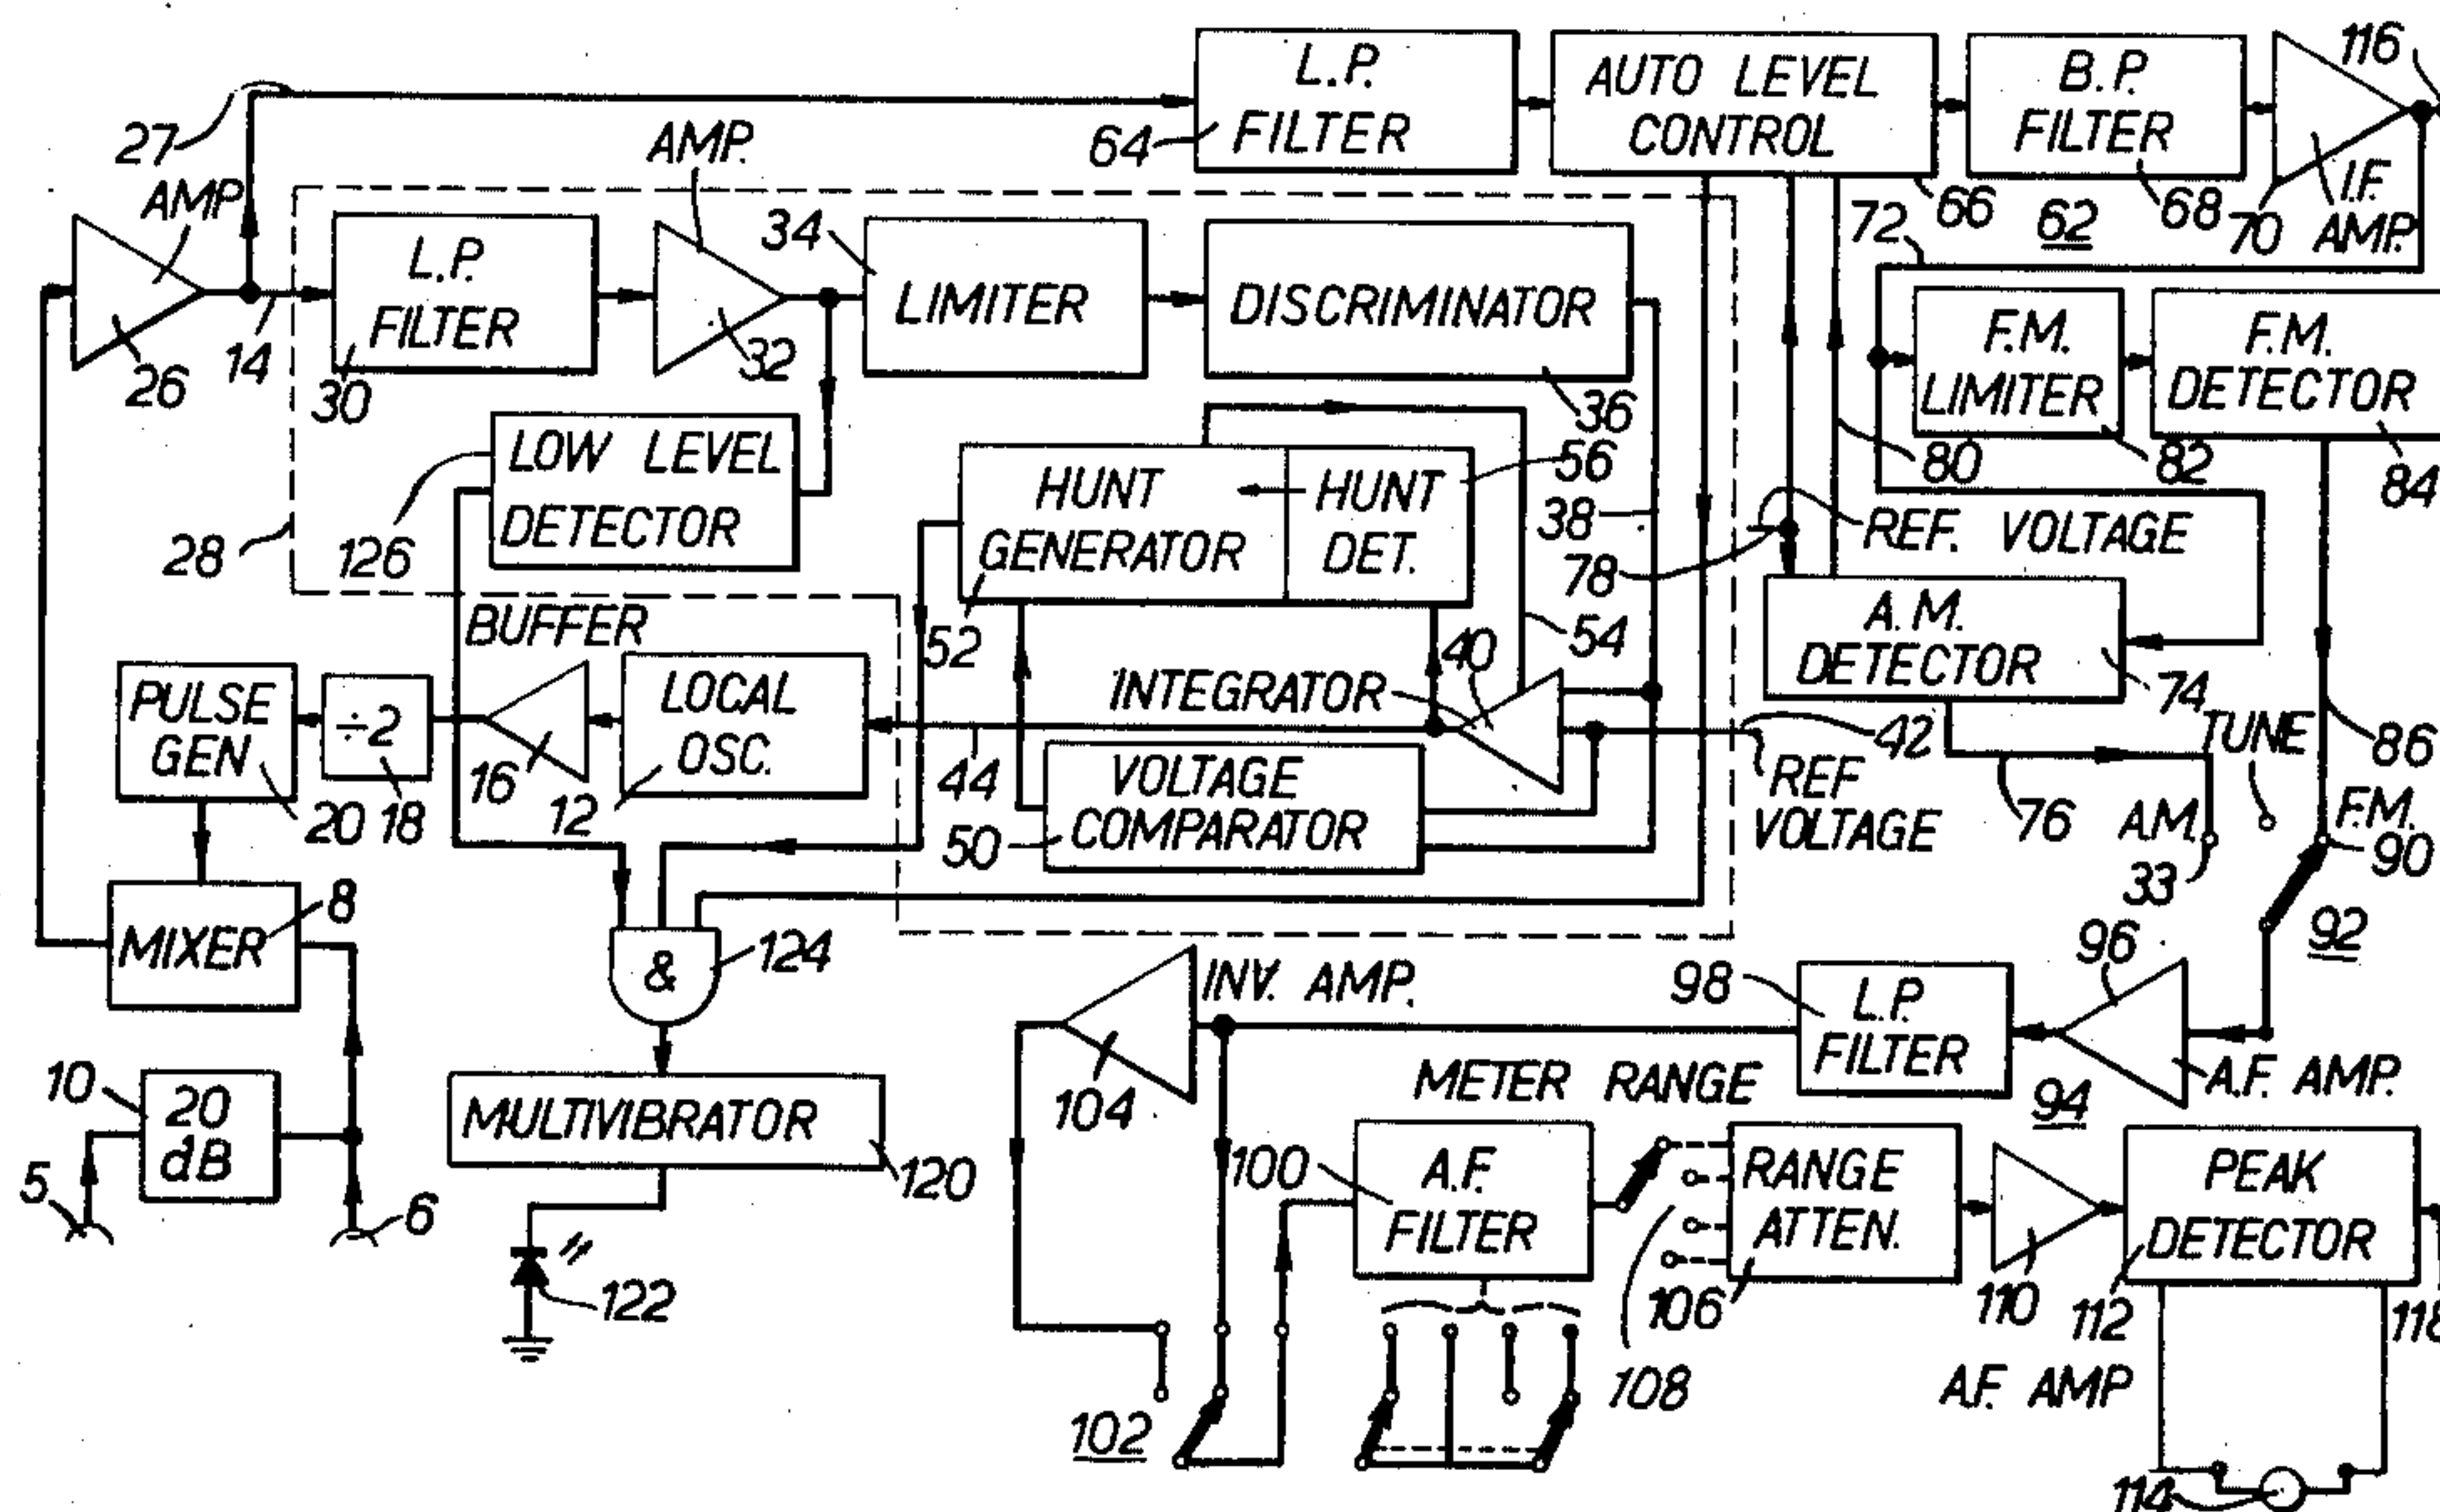 116
L.P.
FILTER
64
AUTO LEVEL
CONTROL
66
B.P.
FILTER
68
62
70
I.F.
AMP.
27
AMP.
AMP.
26
14
28
L.P.
FILTER
30
32
34
LIMITER
DISCRIMINATOR
36
72
F.M.
LIMITER
82
F.M.
DETECTOR
84
80
LOW LEVEL
DETECTOR
126
HUNT
GENERATOR
52
HUNT
DET.
56
38
54
78
REF. VOLTAGE
A.M.
DETECTOR
74
76
86
BUFFER
16
PULSE
GEN
20
÷2
18
LOCAL
OSC.
12
44
INTEGRATOR
40
42
REF
VOLTAGE
VOLTAGE
COMPARATOR
50
TUNE
A.M.
33
F.M.
90
92
MIXER
8
&
124
INV. AMP.
104
98
L.P.
FILTER
96
A.F. AMP.
94
10
20
dB
5
6
MULTIVIBRATOR
120
122
METER RANGE
100
A.F.
FILTER
102
108
RANGE
ATTEN.
106
110
A.F. AMP
PEAK
DETECTOR
112
118
114